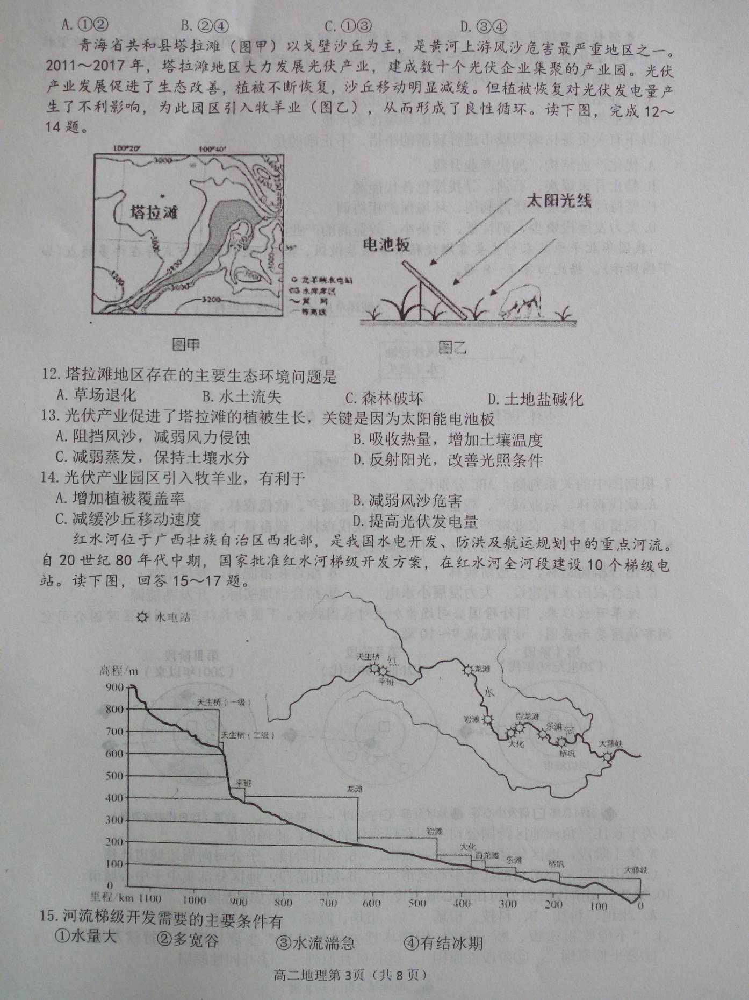 A. ①② B. ②④ C. ①③ D. ③④
青海省共和县塔拉滩（图甲）以戈壁沙丘为主，是黄河上游风沙危害最严重地区之一。
2011～2017 年，塔拉滩地区大力发展光伏产业，建成数十个光伏企业集聚的产业园。光伏
产业发展促进了生态改善，植被不断恢复，沙丘移动明显减缓。但植被恢复对光伏发电量产
生了不利影响，为此园区引入牧羊业（图乙），从而形成了良性循环。读下图，完成 12～
14 题。
100°20′ 100°40′
3000
塔拉滩
3000
2820
3000
3200
3200
龙羊峡水电站
水库库区
黄 河
等高线
图甲
太阳光线
电池板
图乙
12. 塔拉滩地区存在的主要生态环境问题是
A. 草场退化 B. 水土流失 C. 森林破坏 D. 土地盐碱化
13. 光伏产业促进了塔拉滩的植被生长，关键是因为太阳能电池板
A. 阻挡风沙，减弱风力侵蚀 B. 吸收热量，增加土壤温度
C. 减弱蒸发，保持土壤水分 D. 反射阳光，改善光照条件
14. 光伏产业园区引入牧羊业，有利于
A. 增加植被覆盖率 B. 减弱风沙危害
C. 减缓沙丘移动速度 D. 提高光伏发电量
红水河位于广西壮族自治区西北部，是我国水电开发、防洪及航运规划中的重点河流。
自 20 世纪 80 年代中期，国家批准红水河梯级开发方案，在红水河全河段建设 10 个梯级电
站。读下图，回答 15～17 题。
水电站
天生桥 红
平班
龙滩
水
岩滩
百龙滩
大化
乐滩 河
桥巩
大藤峡
高程/m
900
800
700
600
500
400
300
200
100
0
天生桥（一级）
天生桥（二级）
平班
龙滩
岩滩
大化
百龙滩
乐滩
桥巩
大藤峡
里程/km 1100 1000 900 800 700 600 500 400 300 200 100 0
15. 河流梯级开发需要的主要条件有
①水量大 ②多宽谷 ③水流湍急 ④有结冰期
高二地理第 3页（共 8 页）